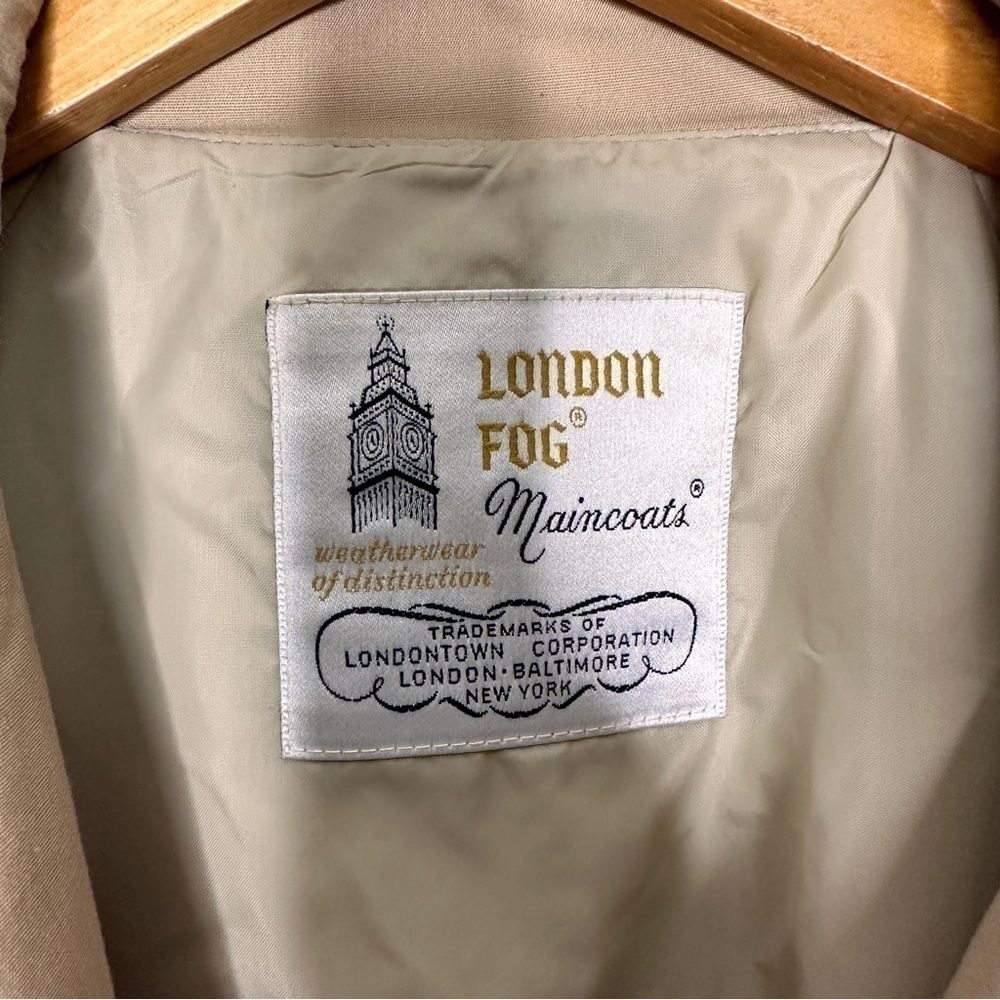 LONDON
FOG®
Maincoats®
weatherwear
of distinction
TRADEMARKS OF
LONDONTOWN CORPORATION
LONDON · BALTIMORE
NEW YORK